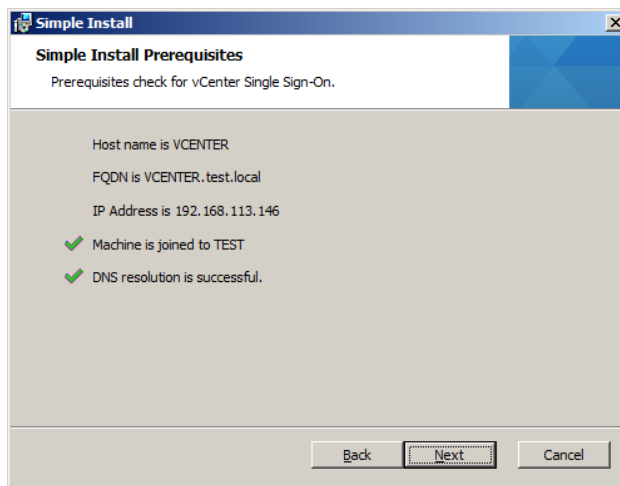 Simple Install
Simple Install Prerequisites
Prerequisites check for vCenter Single Sign-On.
Host name is VCENTER
FQDN is VCENTER.test.local
IP Address is 192.168.113.146
Machine is joined to TEST
DNS resolution is successful.
Back Next Cancel